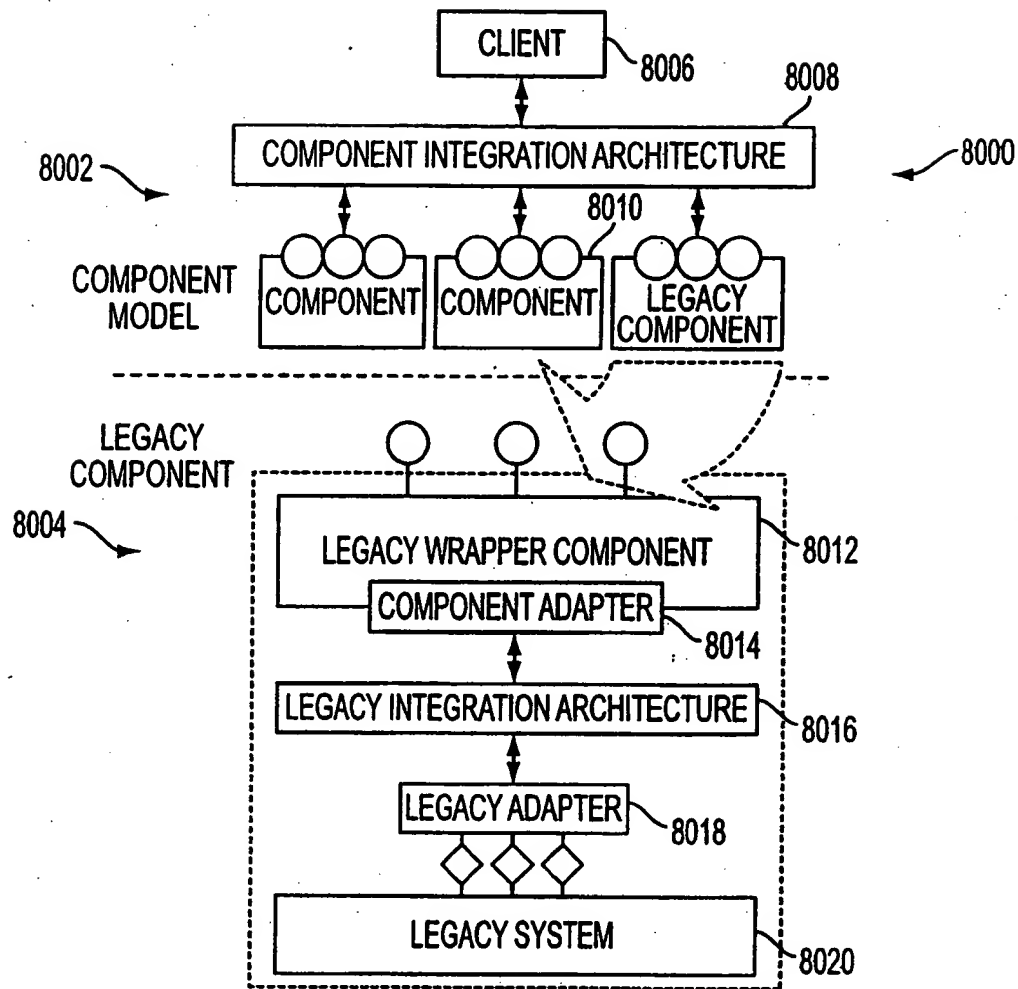 CLIENT
8006
8008
COMPONENT INTEGRATION ARCHITECTURE
8002
8000
8010
COMPONENT
MODEL
COMPONENT
COMPONENT
LEGACY
COMPONENT
LEGACY
COMPONENT
8004
LEGACY WRAPPER COMPONENT
8012
COMPONENT ADAPTER
8014
LEGACY INTEGRATION ARCHITECTURE
8016
LEGACY ADAPTER
8018
LEGACY SYSTEM
8020